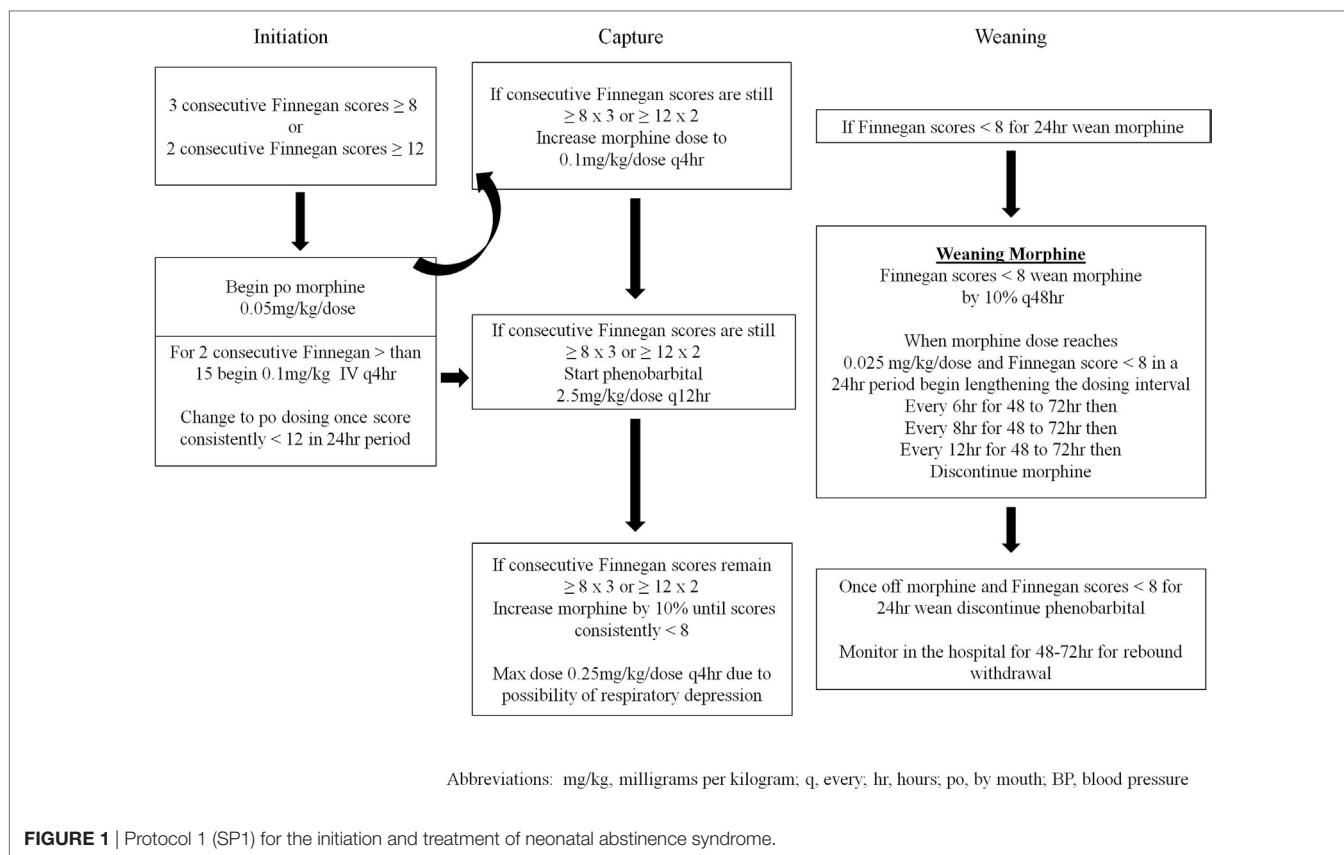 Initiation
3 consecutive Finnegan scores ≥ 8
or
2 consecutive Finnegan scores ≥ 12
Begin po morphine
0.05mg/kg/dose
For 2 consecutive Finnegan > than
15 begin 0.1mg/kg IV q4hr
Change to po dosing once score
consistently < 12 in 24hr period
Capture
If consecutive Finnegan scores are still
≥ 8 x 3 or ≥ 12 x 2
Increase morphine dose to
0.1mg/kg/dose q4hr
If consecutive Finnegan scores are still
≥ 8 x 3 or ≥ 12 x 2
Start phenobarbital
2.5mg/kg/dose q12hr
If consecutive Finnegan scores remain
≥ 8 x 3 or ≥ 12 x 2
Increase morphine by 10% until scores
consistently < 8
Max dose 0.25mg/kg/dose q4hr due to
possibility of respiratory depression
Weaning
If Finnegan scores < 8 for 24hr wean morphine
Weaning Morphine
Finnegan scores < 8 wean morphine
by 10% q48hr
When morphine dose reaches
0.025 mg/kg/dose and Finnegan score < 8 in a
24hr period begin lengthening the dosing interval
Every 6hr for 48 to 72hr then
Every 8hr for 48 to 72hr then
Every 12hr for 48 to 72hr then
Discontinue morphine
Once off morphine and Finnegan scores < 8 for
24hr wean discontinue phenobarbital
Monitor in the hospital for 48-72hr for rebound
withdrawal
Abbreviations: mg/kg, milligrams per kilogram; q, every; hr, hours; po, by mouth; BP, blood pressure
FIGURE 1 | Protocol 1 (SP1) for the initiation and treatment of neonatal abstinence syndrome.